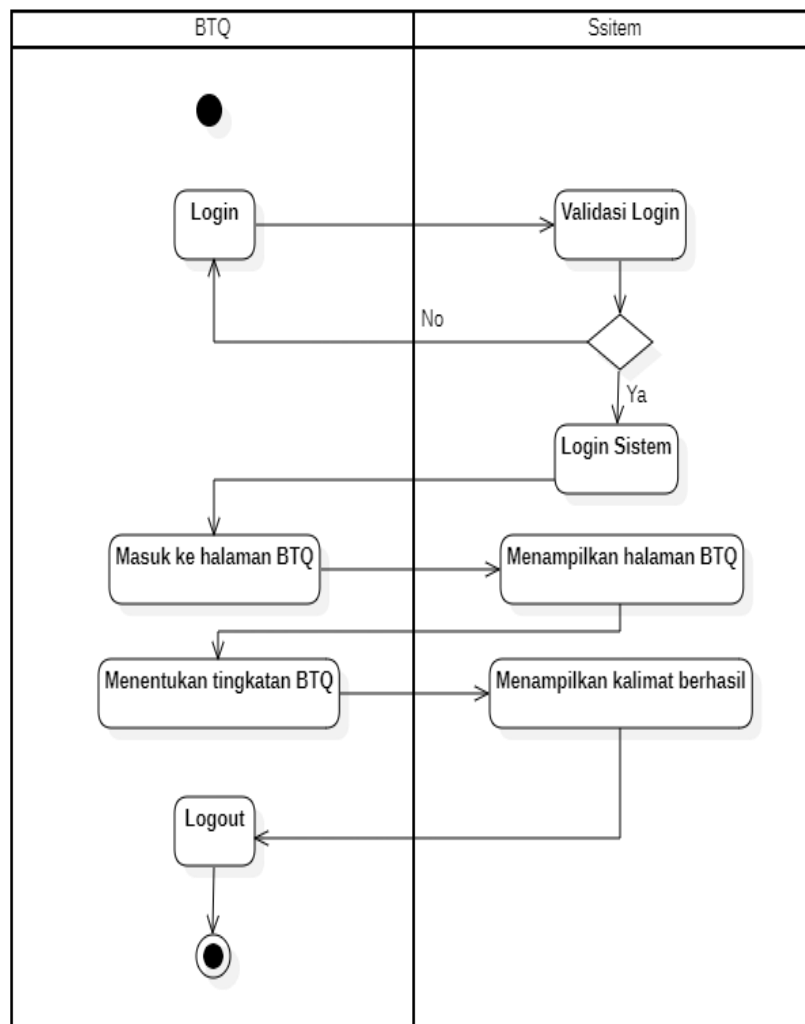 BTQ
Ssitem
Login
Validasi Login
No
Ya
Login Sistem
Masuk ke halaman BTQ
Menampilkan halaman BTQ
Menentukan tingkatan BTQ
Menampilkan kalimat berhasil
Logout